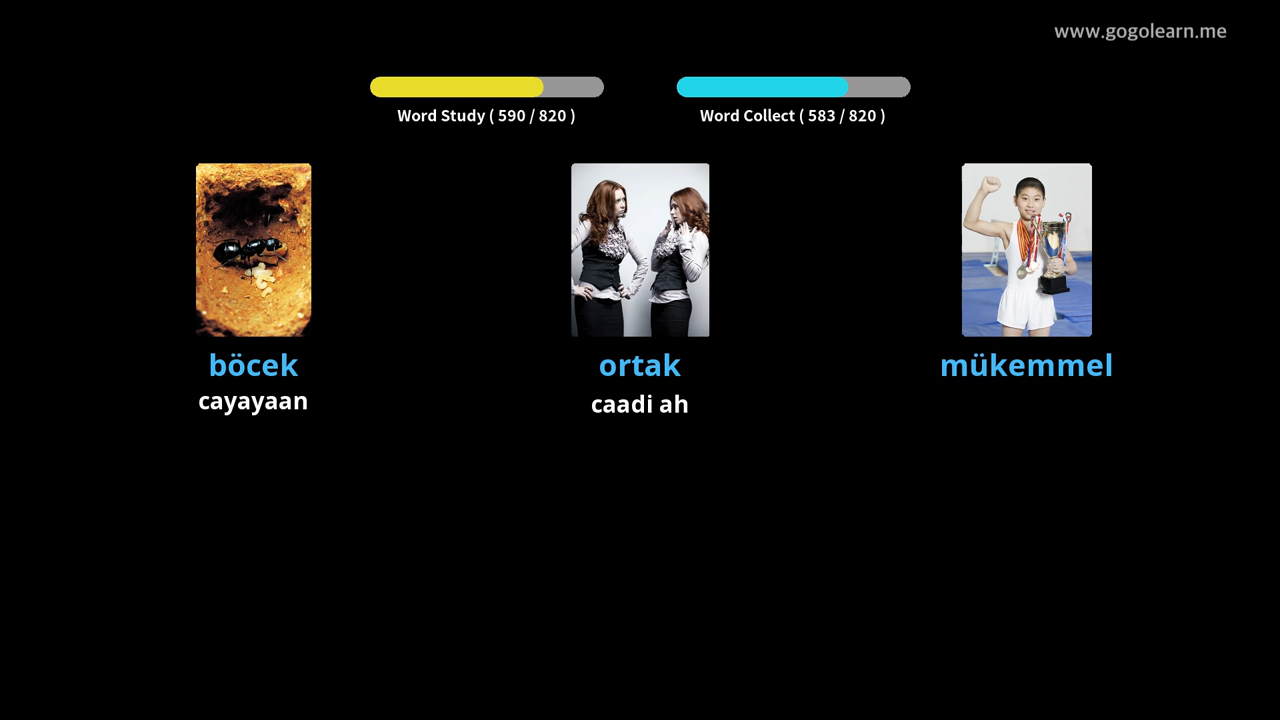 www.gogolearn.me
Word Study ( 590 / 820 )
Word Collect ( 583 / 820 )
böcek
ortak
mükemmel
cayayaan
caadi ah